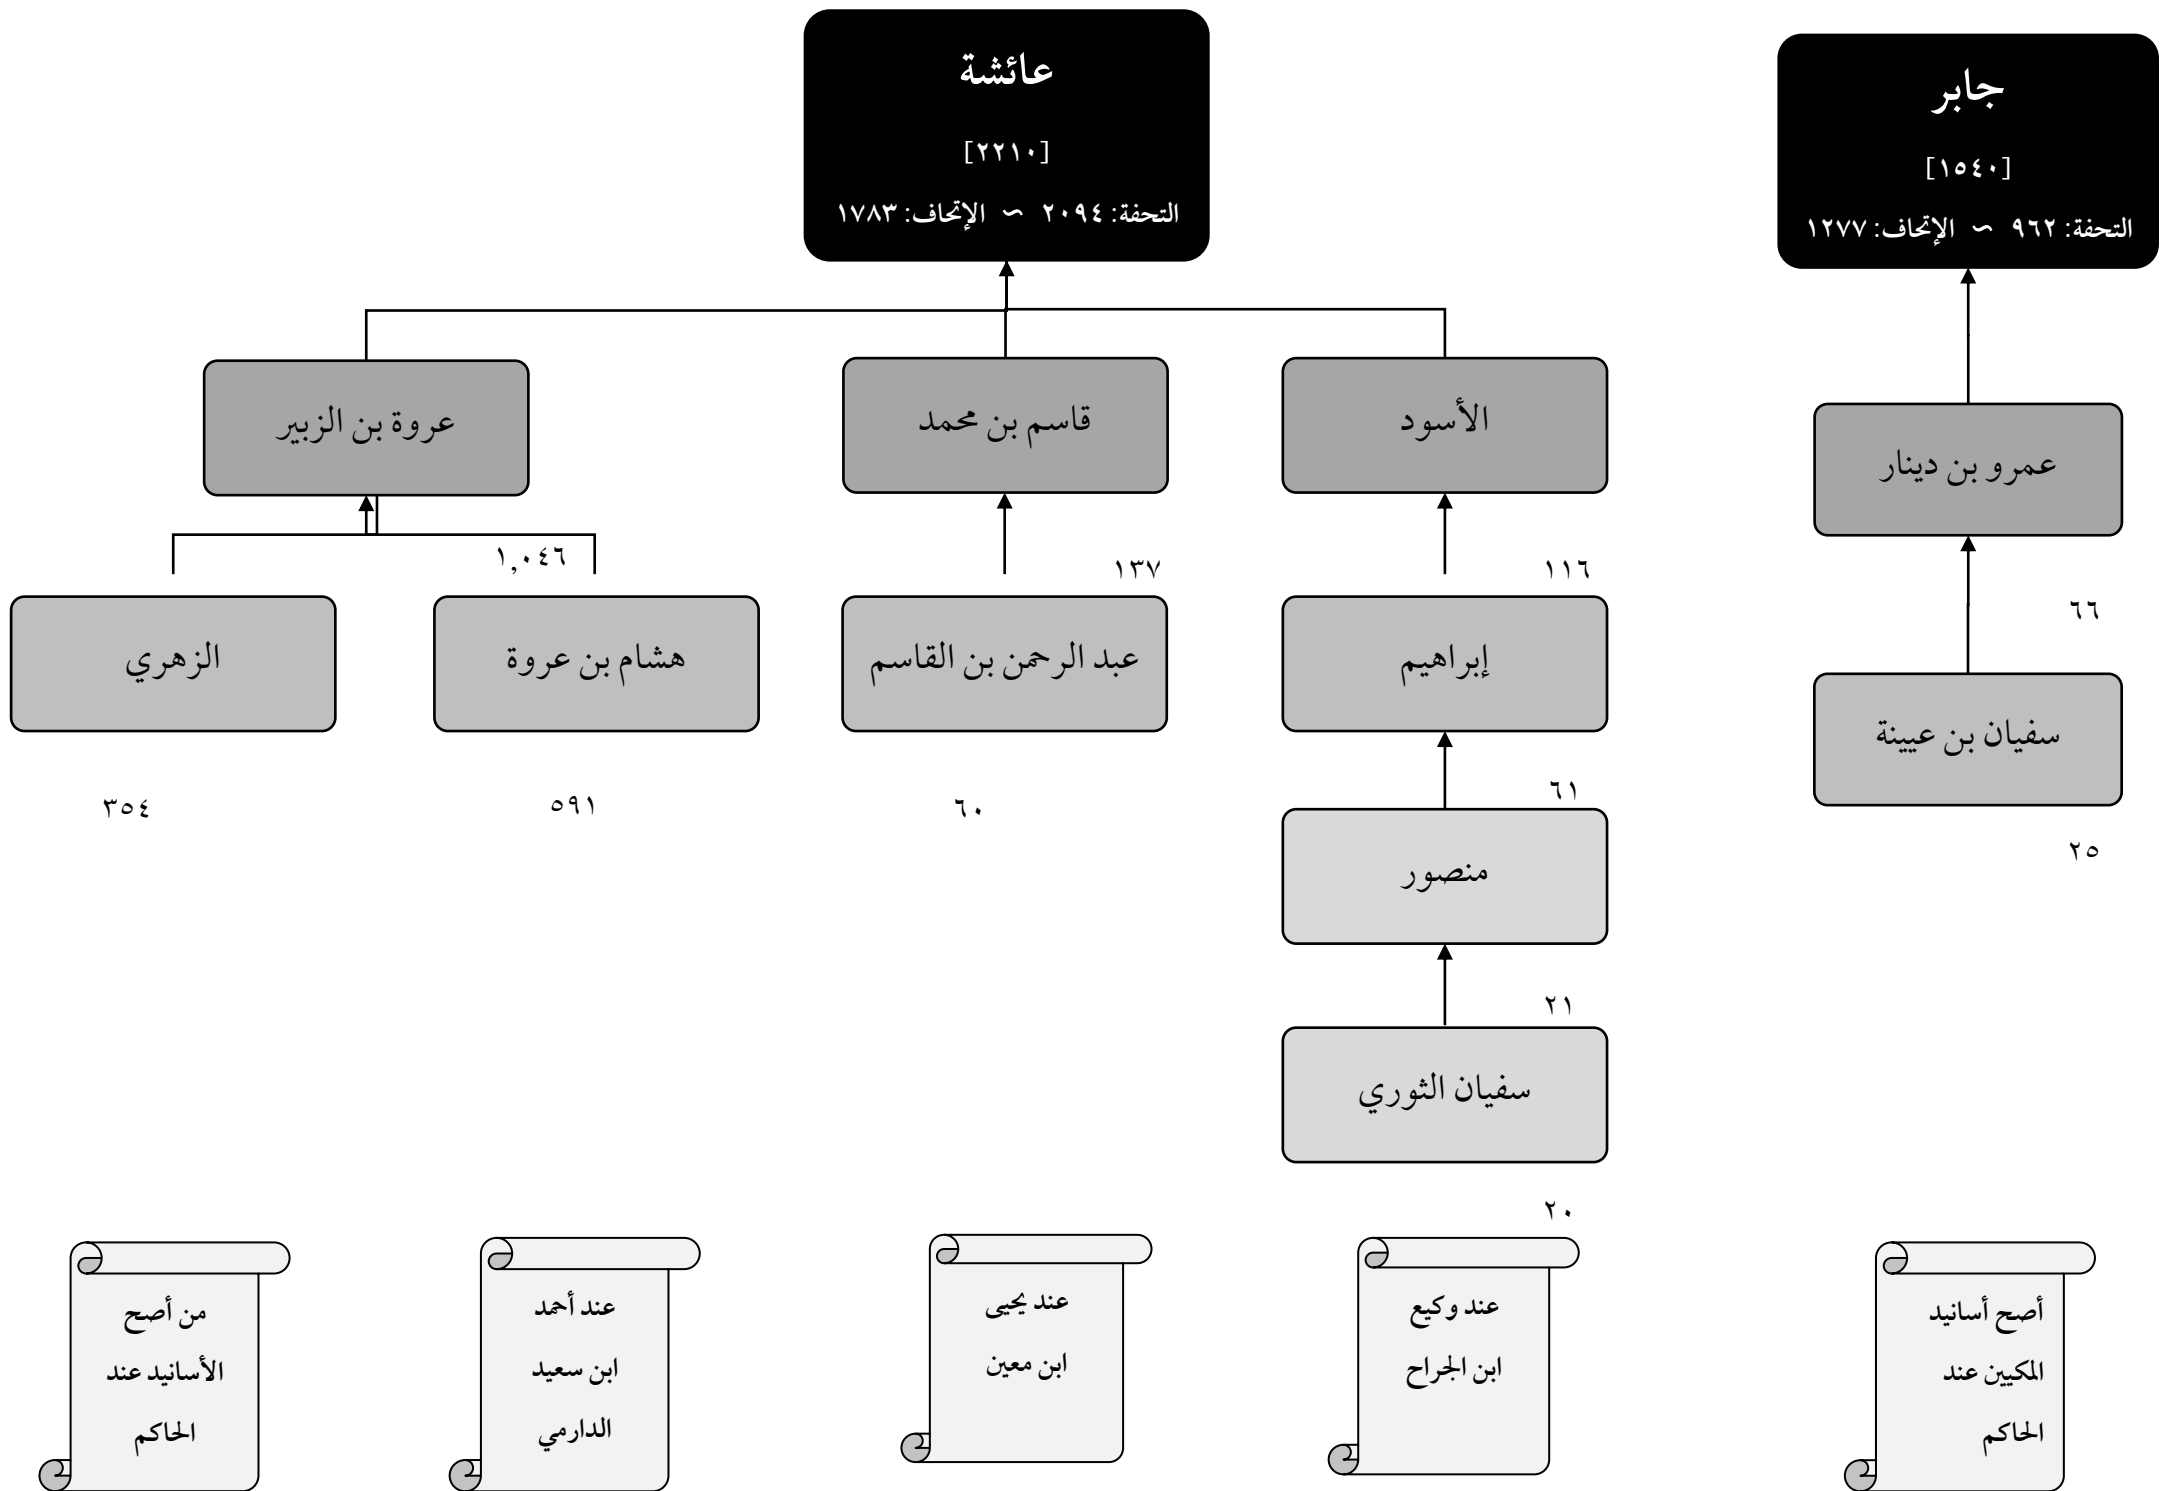 جابر
[١٥٤٠]
التحفة: ٩٦٢ ~ الإتحاف: ١٢٧٧
عمرو بن دينار
٦٦
سفيان بن عيينة
٢٥
أصح أسانيد
المكيين عند
الحاكم
عائشة
[٢٢١٠]
التحفة: ٢٠٩٤ ~ الإتحاف: ١٧٨٣
الأسود
١١٦
إبراهيم
٦١
منصور
٢١
سفيان الثوري
٢٠
عند وكيع
ابن الجراح
قاسم بن محمد
١٣٧
عبد الرحمن بن القاسم
٦٠
عند يحيى
ابن معين
عروة بن الزبير
١,٠٤٦
هشام بن عروة
٥٩١
عند أحمد
ابن سعيد
الدارمي
الزهري
٣٥٤
من أصح
الأسانيد عند
الحاكم